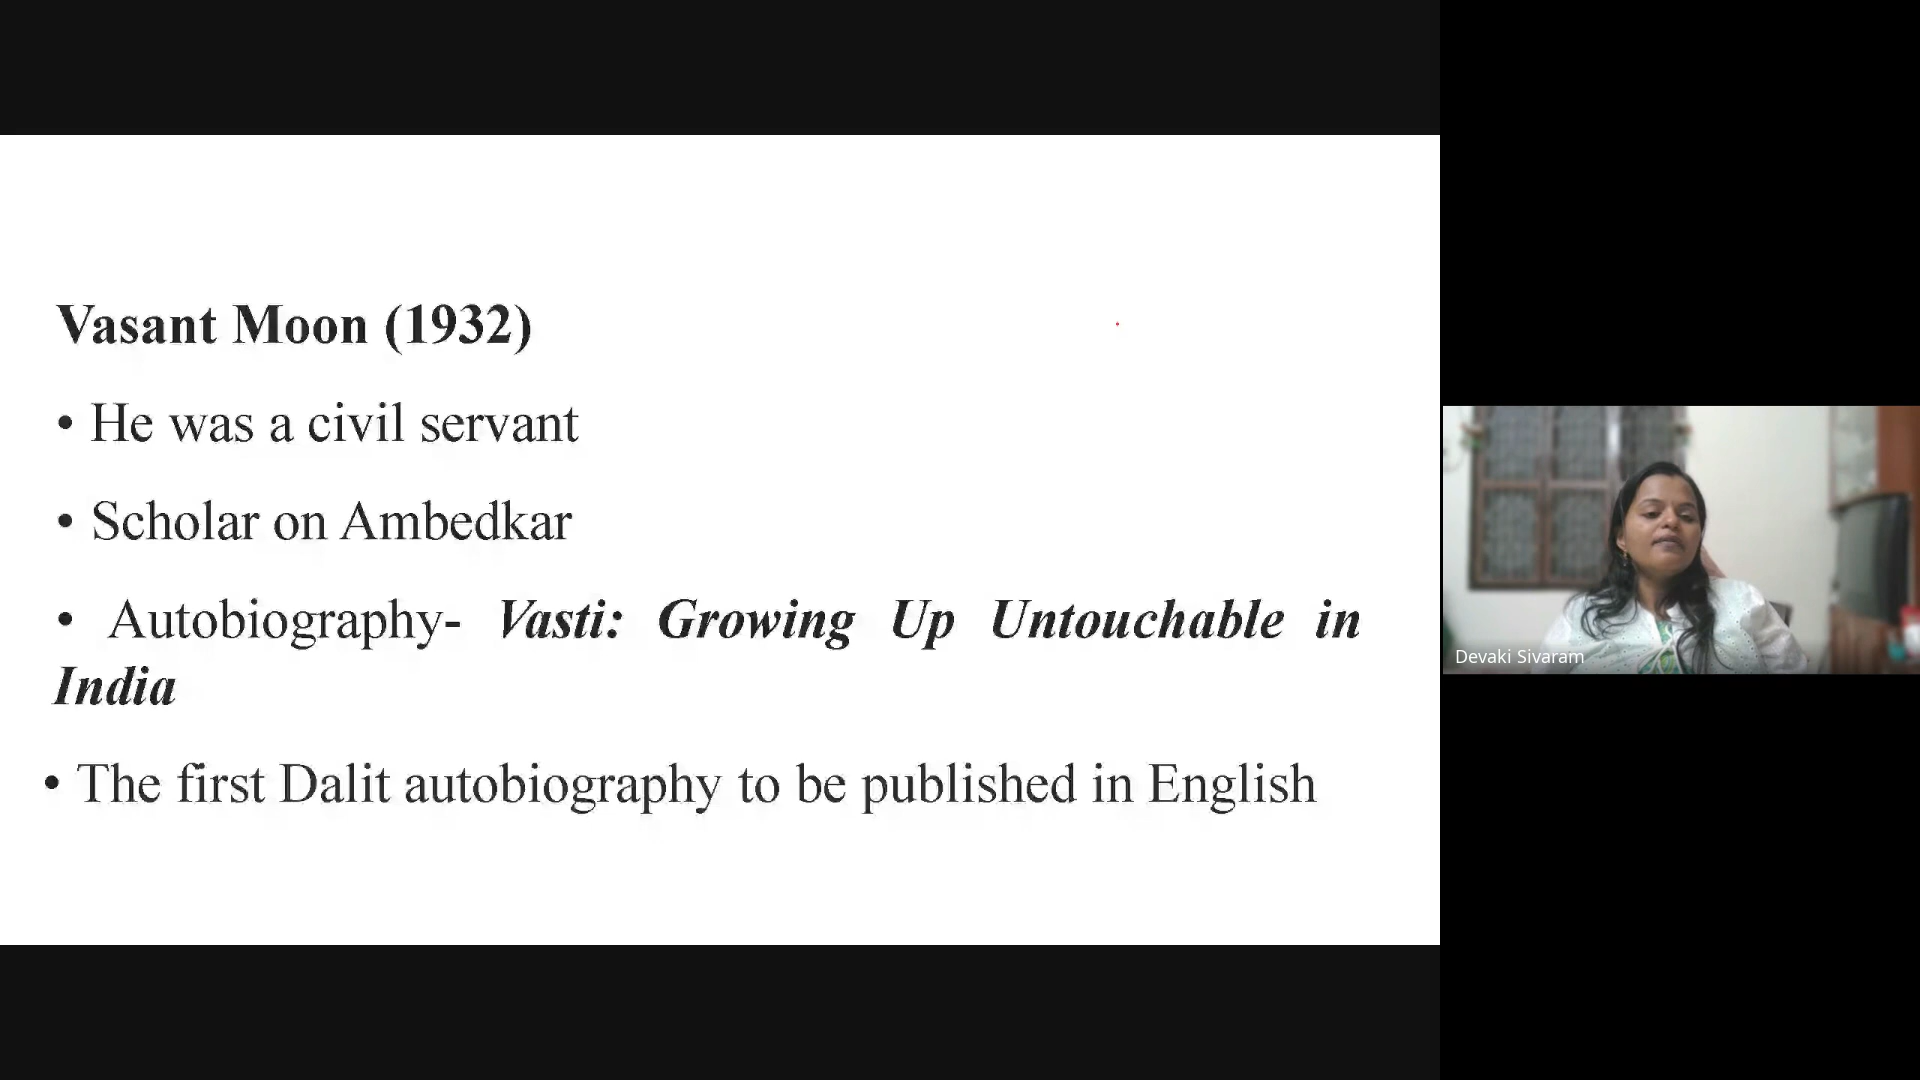 Vasant Moon (1932)
• He was a civil servant
• Scholar on Ambedkar
• Autobiography- Vasti: Growing Up Untouchable in
India
• The first Dalit autobiography to be published in English
Devaki Sivaram